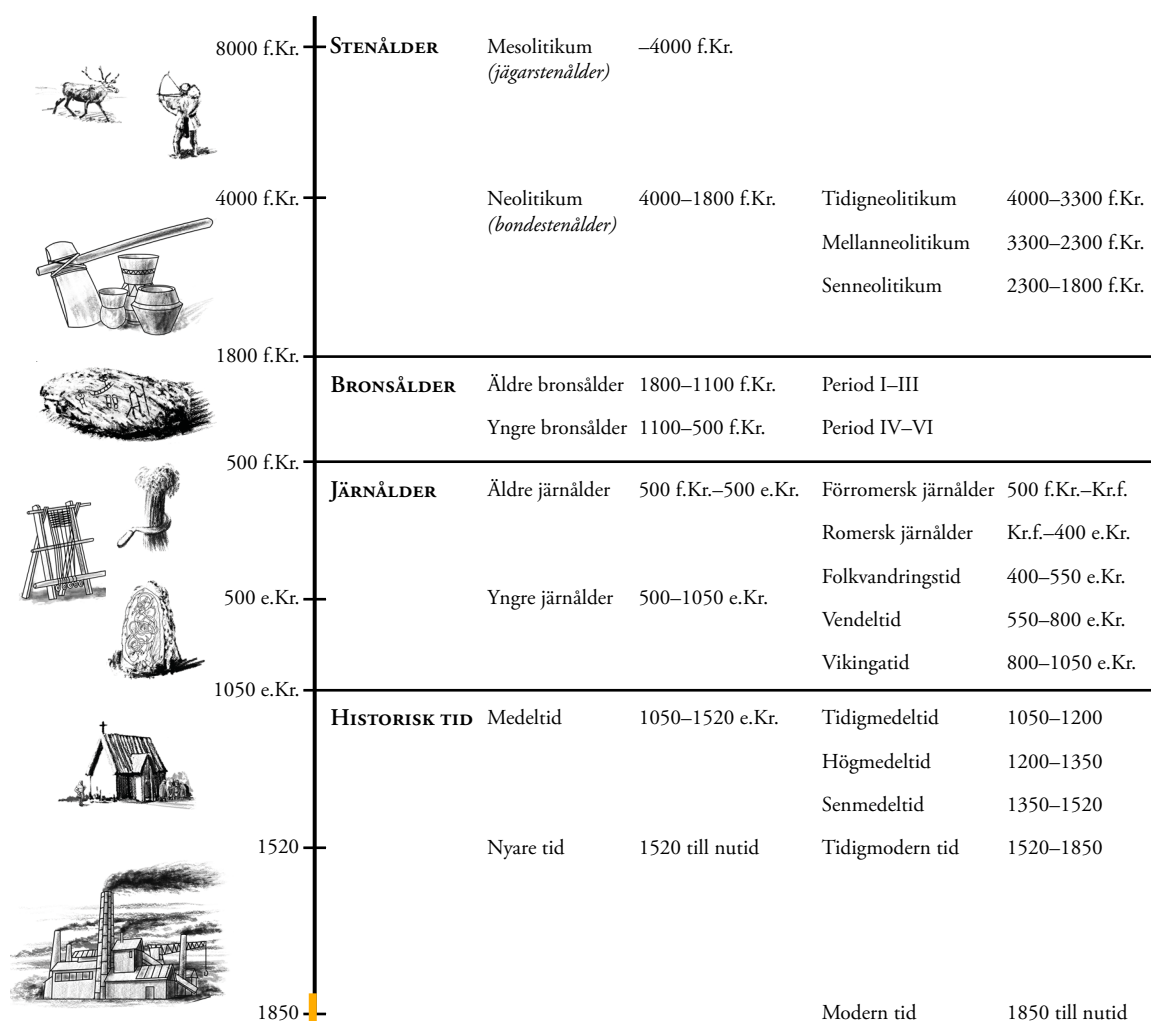 8000 f.Kr. STENÅLDER Mesolitikum –4000 f.Kr.
(jägarstenålder)
4000 f.Kr. Neolitikum 4000–1800 f.Kr. Tidigneolitikum 4000–3300 f.Kr.
(bondestenålder)
Mellanneolitikum 3300–2300 f.Kr.
Senneolitikum 2300–1800 f.Kr.
1800 f.Kr.
BRONSÅLDER Äldre bronsålder 1800–1100 f.Kr. Period I–III
Yngre bronsålder 1100–500 f.Kr. Period IV–VI
500 f.Kr.
JÄRNÅLDER Äldre järnålder 500 f.Kr.–500 e.Kr. Förromersk järnålder 500 f.Kr.–Kr.f.
Romersk järnålder Kr.f.–400 e.Kr.
Folkvandringstid 400–550 e.Kr.
500 e.Kr. Yngre järnålder 500–1050 e.Kr.
Vendeltid 550–800 e.Kr.
Vikingatid 800–1050 e.Kr.
1050 e.Kr.
HISTORISK TID Medeltid 1050–1520 e.Kr. Tidigmedeltid 1050–1200
Högmedeltid 1200–1350
Senmedeltid 1350–1520
1520 Nyare tid 1520 till nutid Tidigmodern tid 1520–1850
1850 Modern tid 1850 till nutid